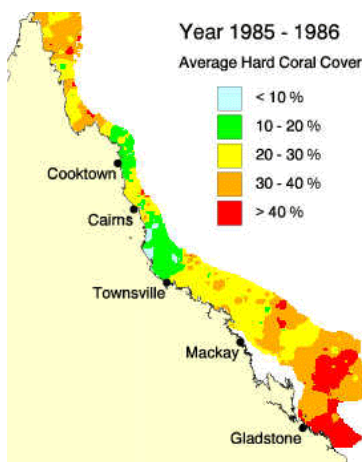 Year 1985 - 1986
Average Hard Coral Cover
< 10 %
10 - 20 %
20 - 30 %
30 - 40 %
> 40 %
Cooktown
Cairns
Townsville
Mackay
Gladstone